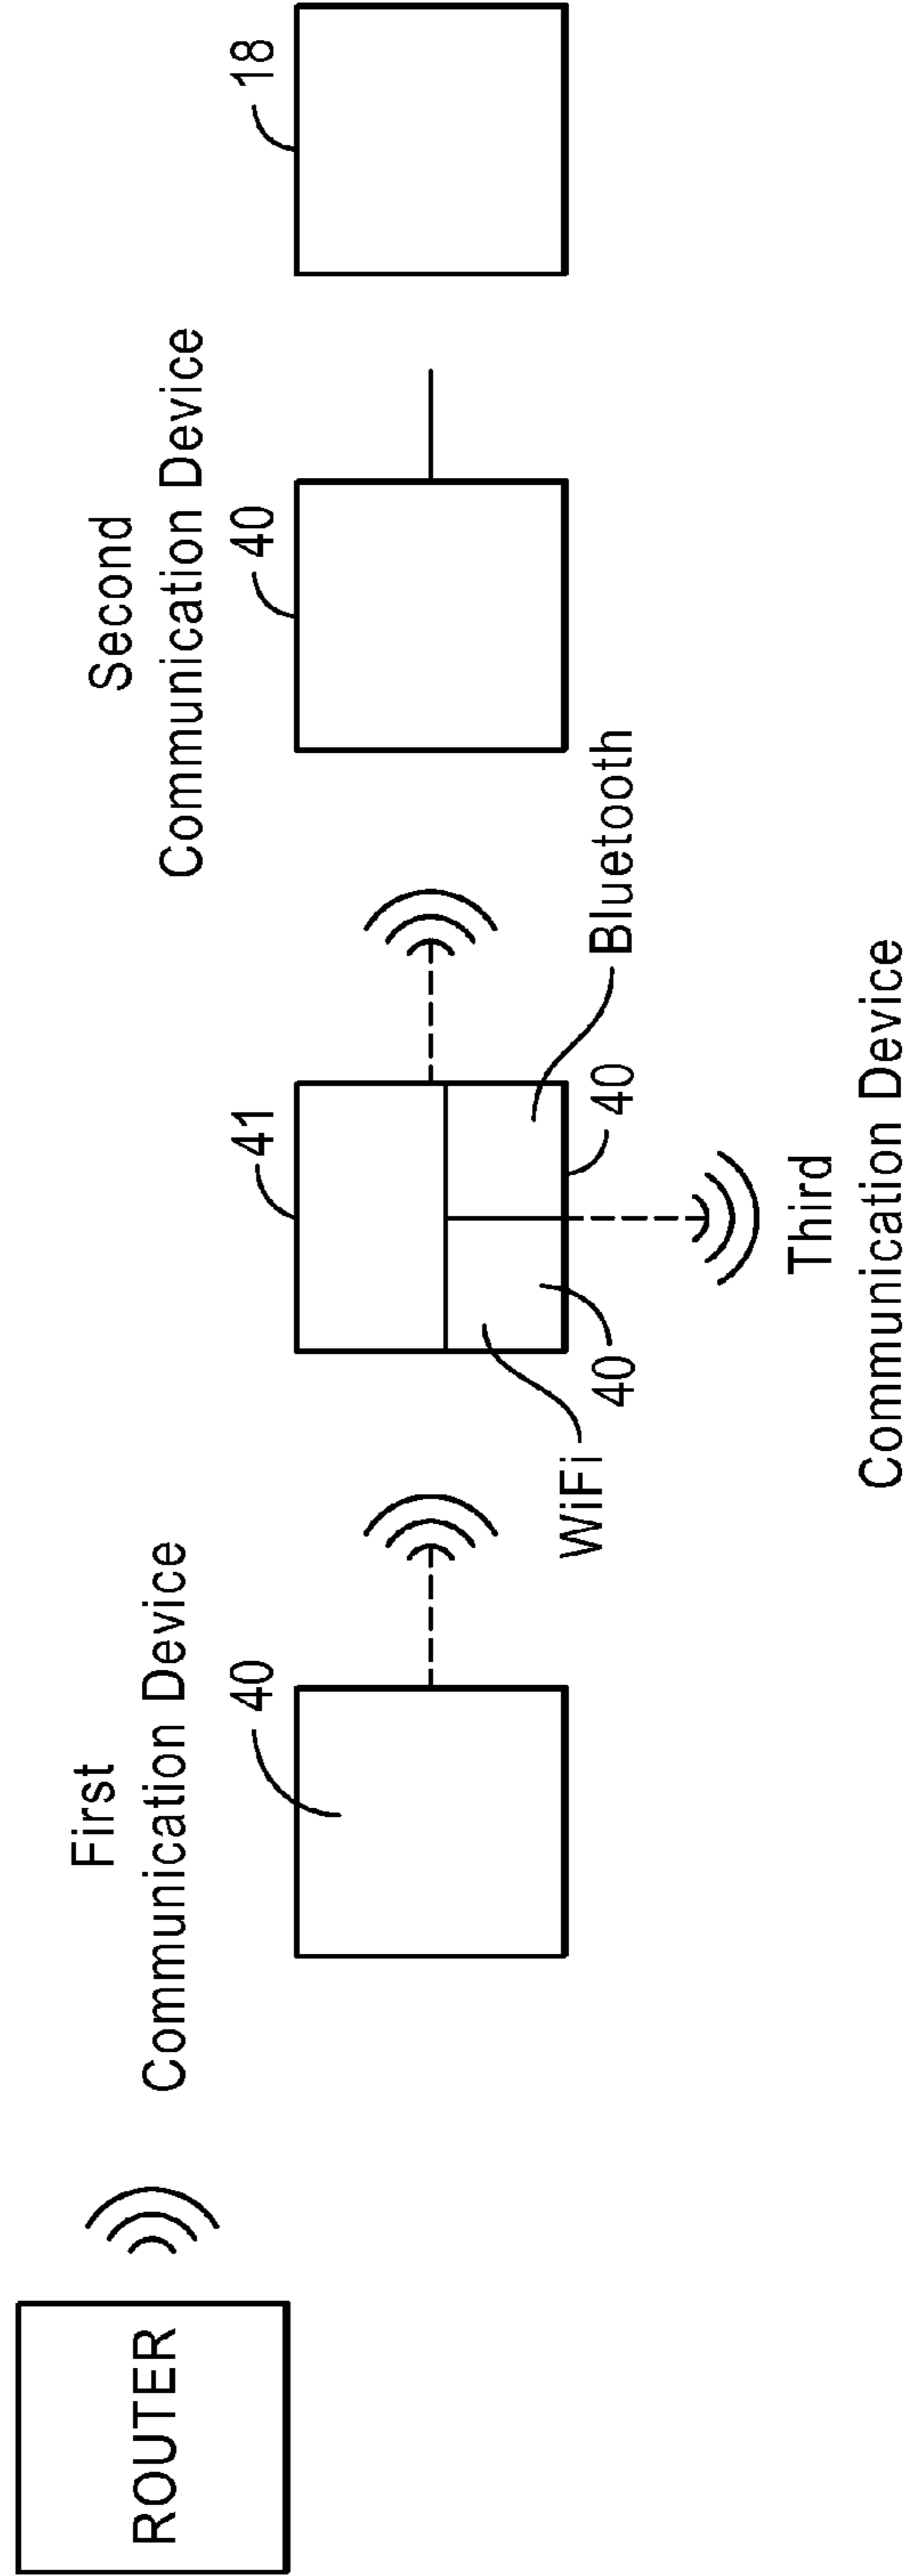 ROUTER
First
Communication Device
40
WiFi
40
41
40
Bluetooth
Third
Communication Device
Second
Communication Device
40
18